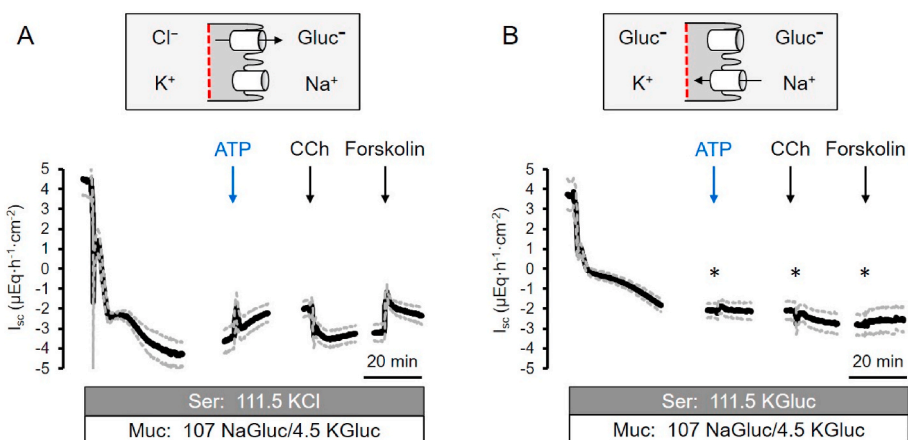 A
Cl⁻ Gluc⁻
K⁺ Na⁺
ATP CCh Forskolin
Isc (µEq·h⁻¹·cm⁻²)
5
4
3
2
1
0
-1
-2
-3
-4
-5
20 min
Ser: 111.5 KCl
Muc: 107 NaGluc/4.5 KGluc
B
Gluc⁻ Gluc⁻
K⁺ Na⁺
ATP CCh Forskolin
Isc (µEq·h⁻¹·cm⁻²)
5
4
3
2
1
0
-1
-2
-3
-4
-5
* * *
20 min
Ser: 111.5 KGluc
Muc: 107 NaGluc/4.5 KGluc